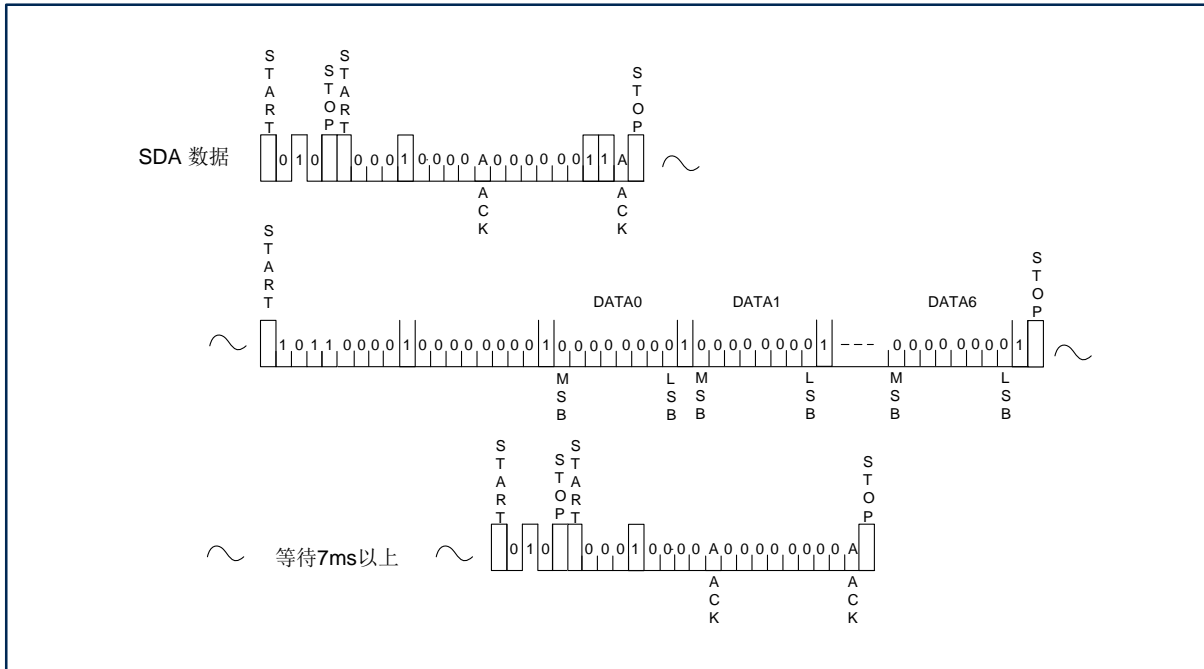 START
STOP
START
STOP
SDA 数据
0 1 0 0 0 0 1 0 0 0 0 A 0 0 0 0 0 0 1 1 A
ACK
ACK
START
STOP
DATA0
DATA1
DATA6
1 0 1 1 0 0 0 0 1 0 0 0 0 0 0 0 0 1 0 0 0 0 0 0 0 0 1 0 0 0 0 0 0 0 0 1 --- 0 0 0 0 0 0 0 0 1
MSB
LSB
MSB
LSB
MSB
LSB
START
STOP
START
STOP
等待7ms以上
0 1 0 0 0 0 1 0 0 0 0 A 0 0 0 0 0 0 0 0 A
ACK
ACK